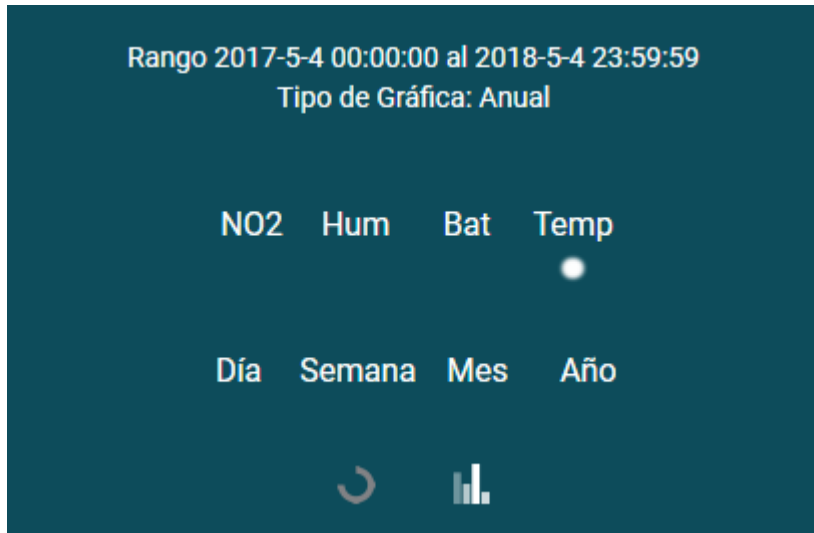 Rango 2017-5-4 00:00:00 al 2018-5-4 23:59:59
Tipo de Gráfica: Anual
NO2 Hum Bat Temp
Día Semana Mes Año